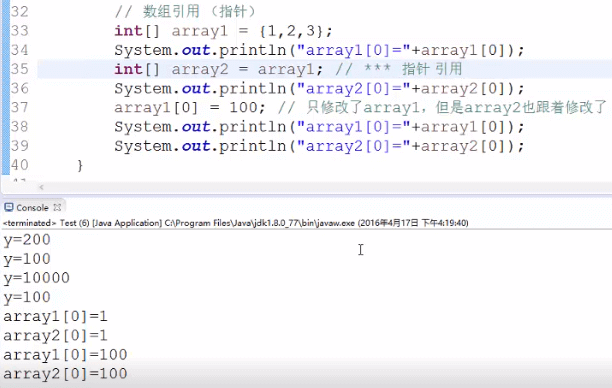 32 // 数组引用 （指针）
33 int[] array1 = {1,2,3};
34 System.out.println("array1[0]="+array1[0]);
35 int[] array2 = array1; // *** 指针 引用
36 System.out.println("array2[0]="+array2[0]);
37 array1[0] = 100; // 只修改了array1，但是array2也跟着修改了
38 System.out.println("array1[0]="+array1[0]);
39 System.out.println("array2[0]="+array2[0]);
40 }
Console
<terminated> Test (6) [Java Application] C:\Program Files\Java\jdk1.8.0_77\bin\javaw.exe (2016年4月17日 下午4:19:40)
y=200
y=100
y=10000
y=100
array1[0]=1
array2[0]=1
array1[0]=100
array2[0]=100